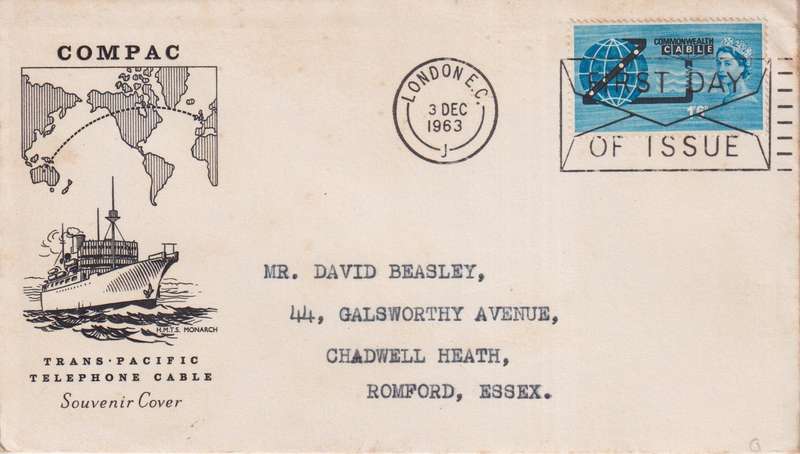 COMPAC
H.M.T.S. MONARCH
TRANS·PACIFIC
TELEPHONE CABLE
Souvenir Cover
LONDON E.C.
3 DEC
1963
J
COMMONWEALTH
CABLE
1'6
FIRST DAY
OF ISSUE
MR. DAVID BEASLEY,
44, GALSWORTHY AVENUE,
CHADWELL HEATH,
ROMFORD, ESSEX.